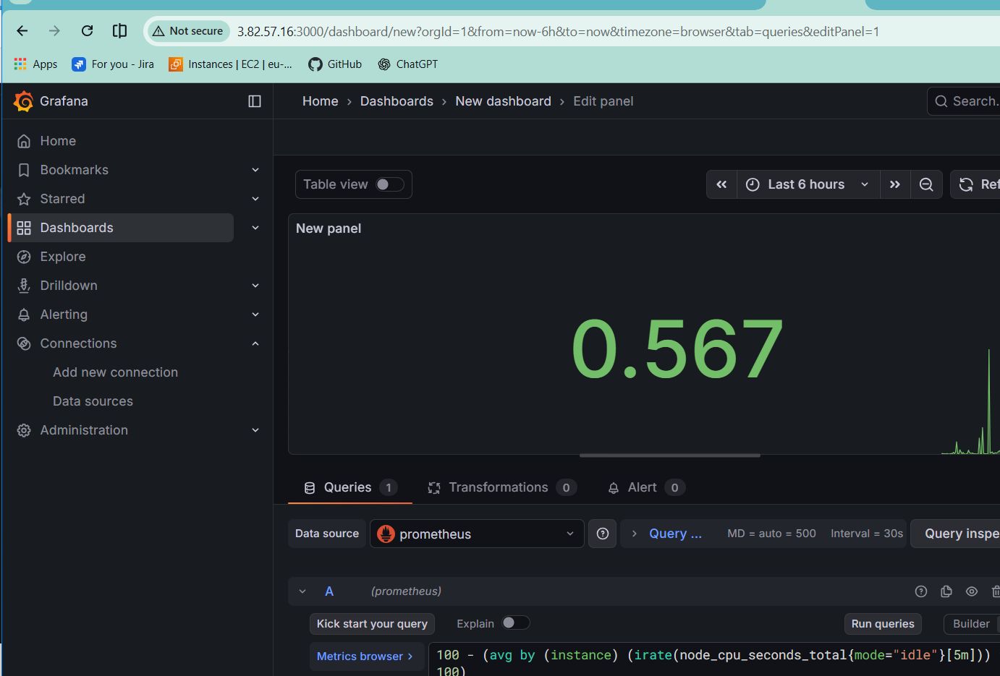 Not secure
3.82.57.16:3000/dashboard/new?orgId=1&from=now-6h&to=now&timezone=browser&tab=queries&editPanel=1
Apps For you - Jira Instances | EC2 | eu-... GitHub ChatGPT
Grafana
Home › Dashboards › New dashboard › Edit panel
Search...
Home
Bookmarks
Starred
Dashboards
Explore
Drilldown
Alerting
Connections
Add new connection
Data sources
Administration
Table view
Last 6 hours
Ref
New panel
0.567
Queries 1 Transformations 0 Alert 0
Data source prometheus Query ... MD = auto = 500 Interval = 30s Query inspe
A (prometheus)
Kick start your query Explain Run queries Builder
Metrics browser > 100 - (avg by (instance) (irate(node_cpu_seconds_total{mode="idle"}[5m]))
100)